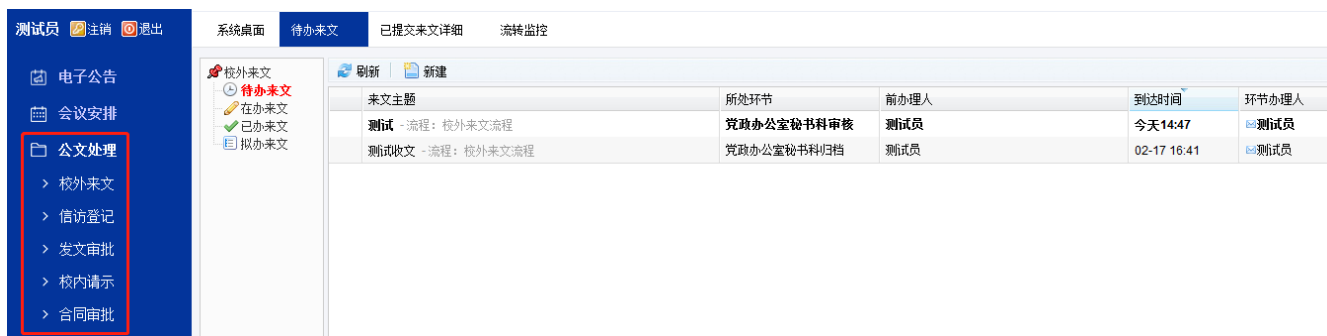 测试员 注销 退出
系统桌面 待办来文 已提交来文详细 流转监控
电子公告
会议安排
公文处理
> 校外来文
> 信访登记
> 发文审批
> 校内请示
> 合同审批
校外来文
待办来文
在办来文
已办来文
拟办来文
刷新 新建
来文主题 所处环节 前办理人 到达时间 环节办理人
测试 -流程：校外来文流程 党政办公室秘书科审核 测试员 今天14:47 测试员
测试收文 -流程：校外来文流程 党政办公室秘书科归档 测试员 02-17 16:41 测试员